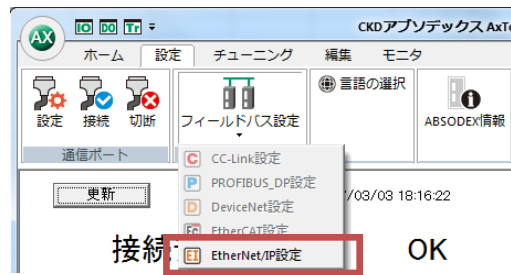 AX IO DO Tr CKDアブソデックス AxTo
ホーム 設定 チューニング 編集 モニタ
設定 接続 切断 フィールドバス設定 言語の選択 ABSODEX情報
通信ポート
C CC-Link設定
P PROFIBUS_DP設定
D DeviceNet設定
EC EtherCAT設定
EI EtherNet/IP設定
更新 /03/03 18:16:22
接続 OK